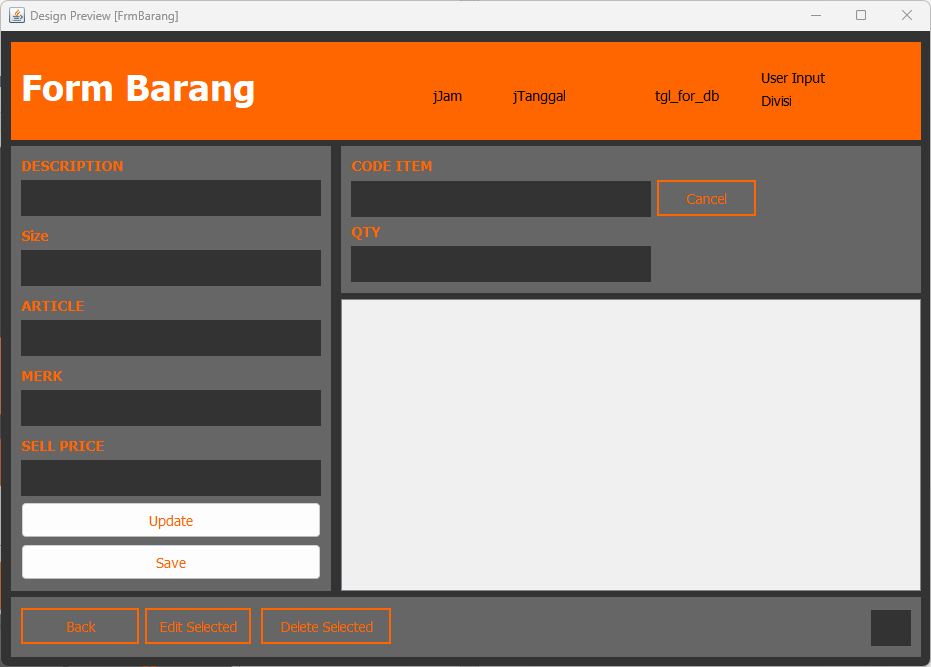 Design Preview [FrmBarang]
Form Barang
jJam
jTanggal
tgl_for_db
User Input
Divisi
DESCRIPTION
Size
ARTICLE
MERK
SELL PRICE
Update
Save
CODE ITEM
Cancel
QTY
Back
Edit Selected
Delete Selected